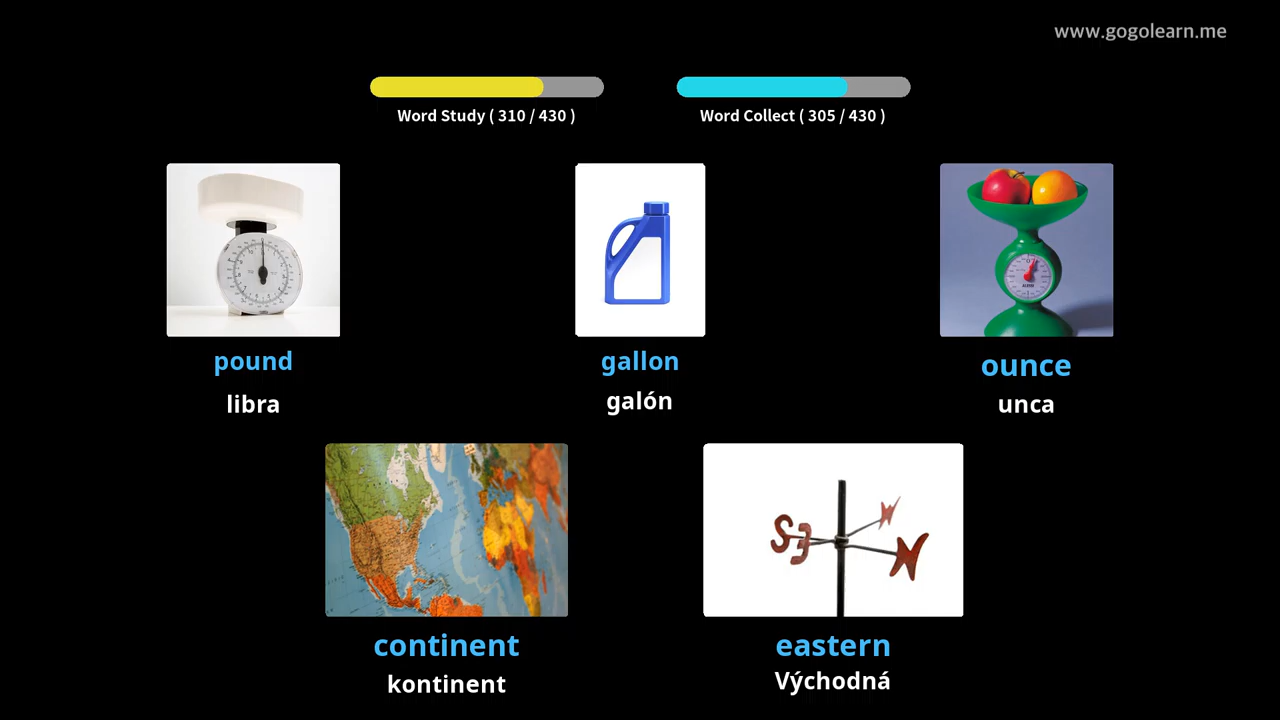 www.gogolearn.me
Word Study ( 310 / 430 )
Word Collect ( 305 / 430 )
pound
libra
gallon
galón
ounce
unca
continent
kontinent
eastern
Východná